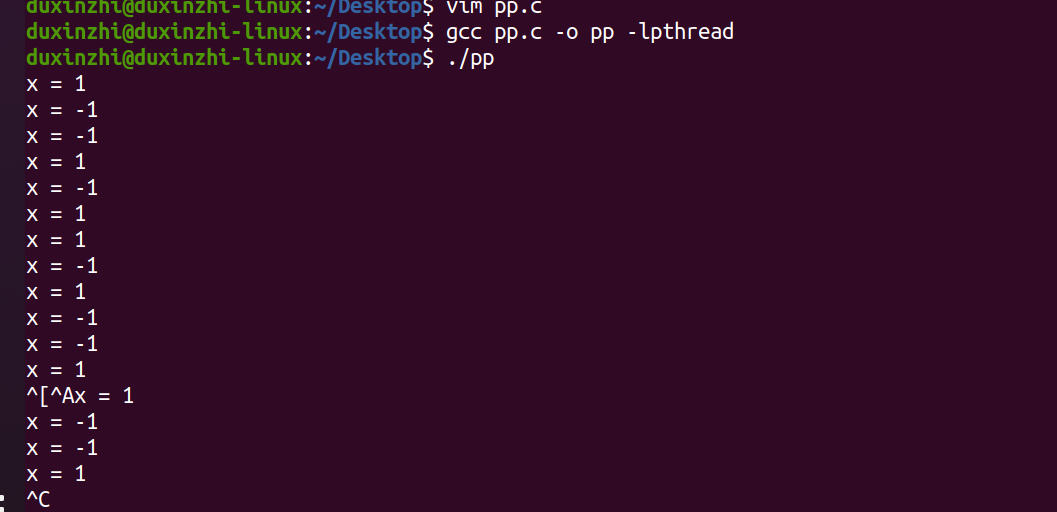 duxinzhi@duxinzhi-linux:~/Desktop$ vim pp.c
duxinzhi@duxinzhi-linux:~/Desktop$ gcc pp.c -o pp -lpthread
duxinzhi@duxinzhi-linux:~/Desktop$ ./pp
x = 1
x = -1
x = -1
x = 1
x = -1
x = 1
x = 1
x = -1
x = 1
x = -1
x = -1
x = 1
^[^Ax = 1
x = -1
x = -1
x = 1
^C